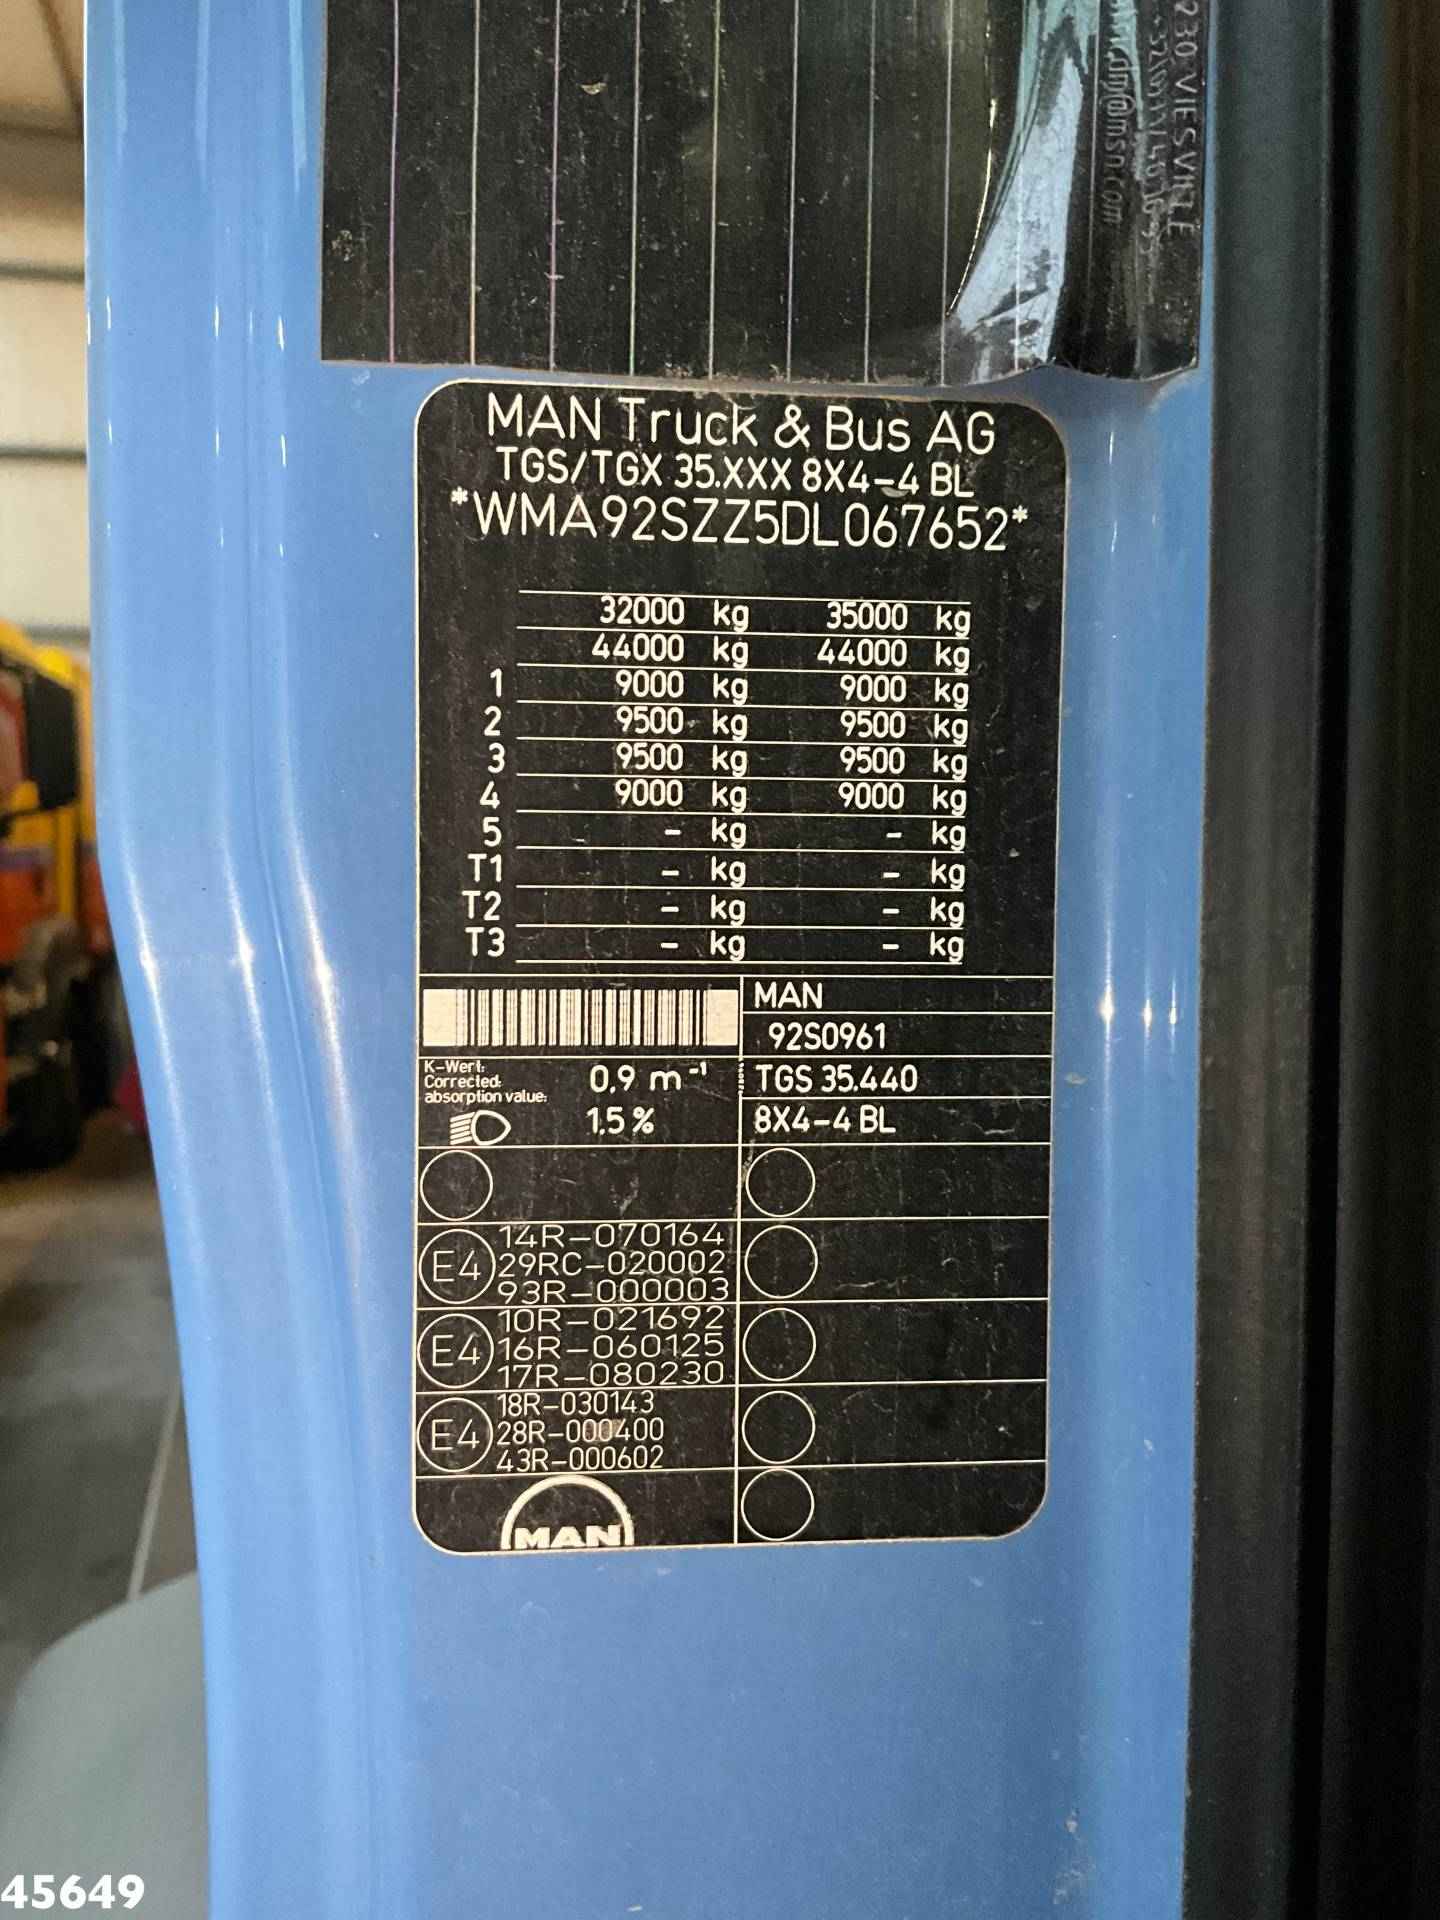 230 VIESVILLE
@msn.com
MAN Truck & Bus AG
TGS/TGX 35.XXX 8X4-4 BL
*WMA92SZZ5DL067652*
32000 kg 35000 kg
44000 kg 44000 kg
1 9000 kg 9000 kg
2 9500 kg 9500 kg
3 9500 kg 9500 kg
4 9000 kg 9000 kg
5 - kg - kg
T1 - kg - kg
T2 - kg - kg
T3 - kg - kg
MAN
92S0961
K-Wert:
Corrected:
absorption value:
0,9 m⁻¹
TGS 35.440
1,5 %
8X4-4 BL
E4
14R-070164
29RC-020002
93R-000003
E4
10R-021692
16R-060125
17R-080230
E4
18R-030143
28R-000400
43R-000602
MAN
45649